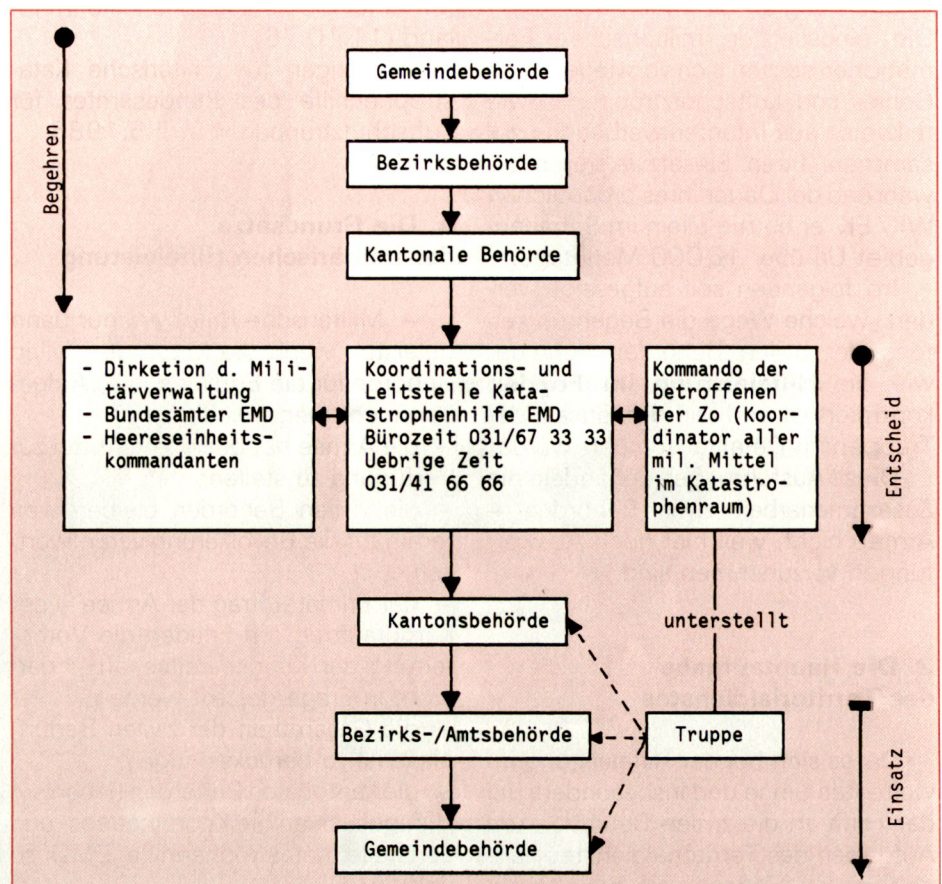 Begehren
Gemeindebehörde
Bezirksbehörde
Kantonale Behörde
- Dirketion d. Mili-
tärverwaltung
- Bundesämter EMD
- Heereseinheits-
kommandanten
Koordinations- und
Leitstelle Kata-
strophenhilfe EMD
Bürozeit 031/67 33 33
Uebrige Zeit
031/41 66 66
Kommando der
betroffenen
Ter Zo (Koor-
dinator aller
mil. Mittel
im Katastro-
phenraum)
Entscheid
Kantonsbehörde
unterstellt
Bezirks-/Amtsbehörde
Truppe
Gemeindebehörde
Einsatz